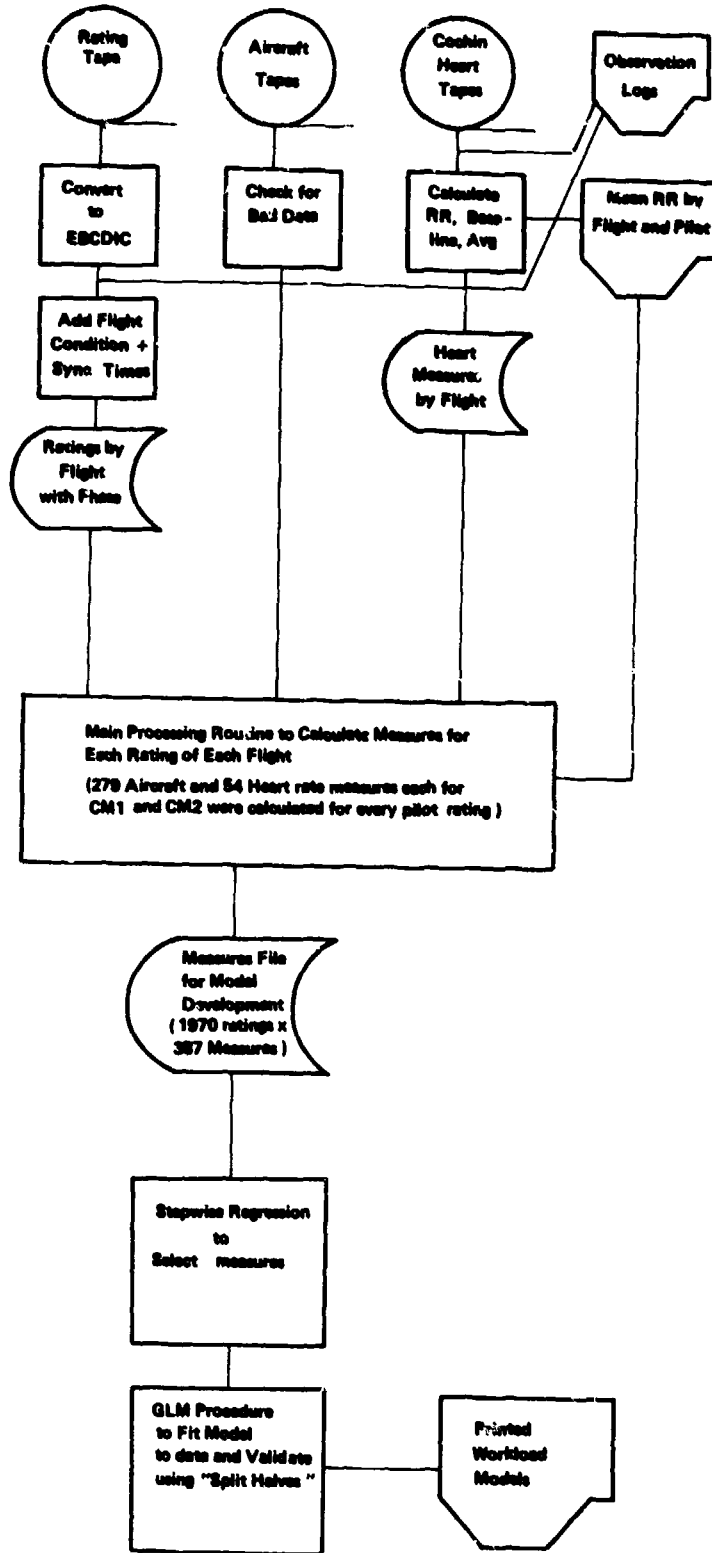 Rating
Tape
Aircraft
Tapes
Cochin
Heart
Tapes
Observation
Logs
Convert
to
EBCDIC
Check for
Bad Data
Calculate
RR, Base-
line, Avg
Mean RR by
Flight and Pilot
Add Flight
Condition +
Sync Times
Heart
Measures
by Flight
Ratings by
Flight
with Phase
Main Processing Routine to Calculate Measures for
Each Rating of Each Flight
(279 Aircraft and 54 Heart rate measures each for
CM1 and CM2 were calculated for every pilot rating )
Measures File
for Model
Development
( 1970 ratings x
387 Measures )
Stepwise Regression
to
Select measures
GLM Procedure
to Fit Model
to data and Validate
using "Split Halves "
Printed
Workload
Models